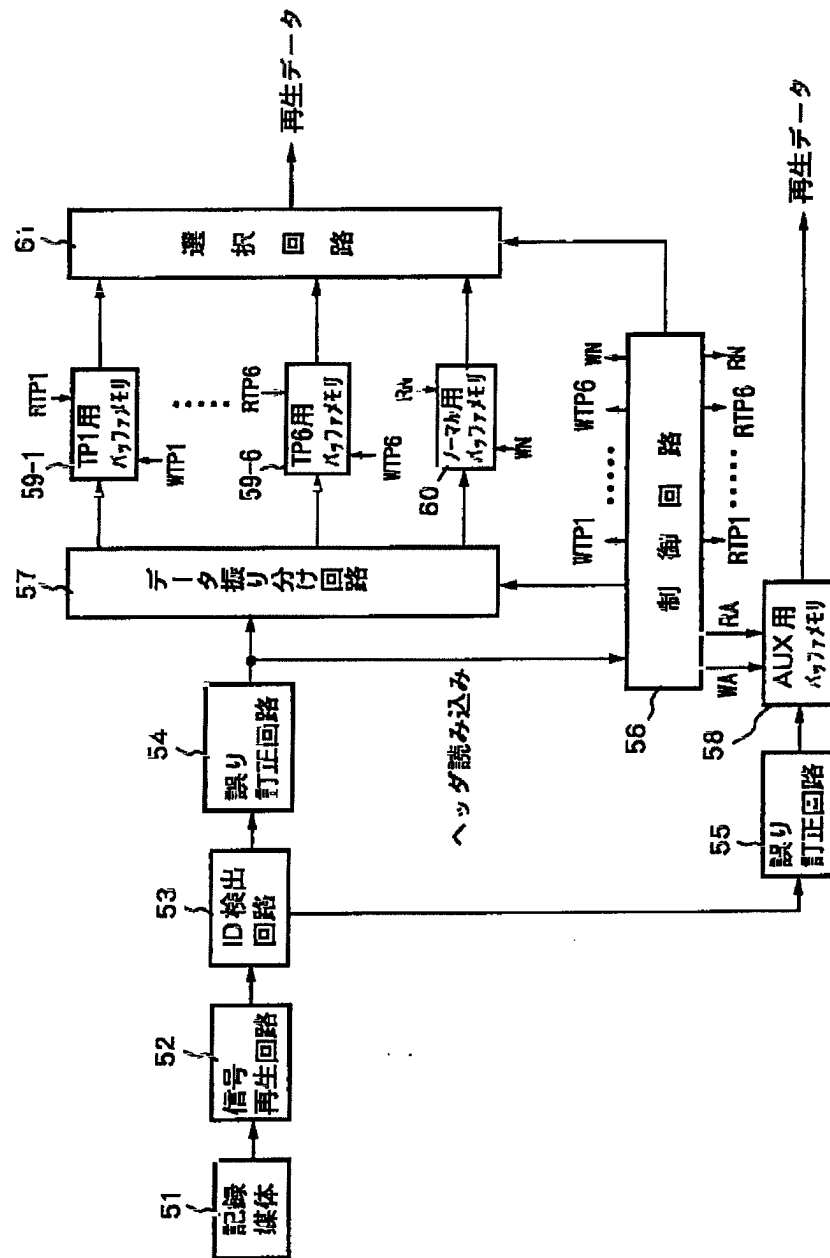 51
記録
媒体
52
信号
再生回路
53
ID検出
回路
54
誤り
訂正回路
ヘッダ読み込み
57
データ振り分け回路
59-1
TP1用
バッファメモリ
RTP1
WTP1
•••••
59-6
TP6用
バッファメモリ
RTP6
WTP6
60
ノーマル用
バッファメモリ
RN
WN
61
選択回路
再生データ
56
制御回路
WTP1 ••••• WTP6 WN
WA RA RTP1 ••••• RTP6 RN
55
誤り
訂正回路
58
AUX用
バッファメモリ
再生データ